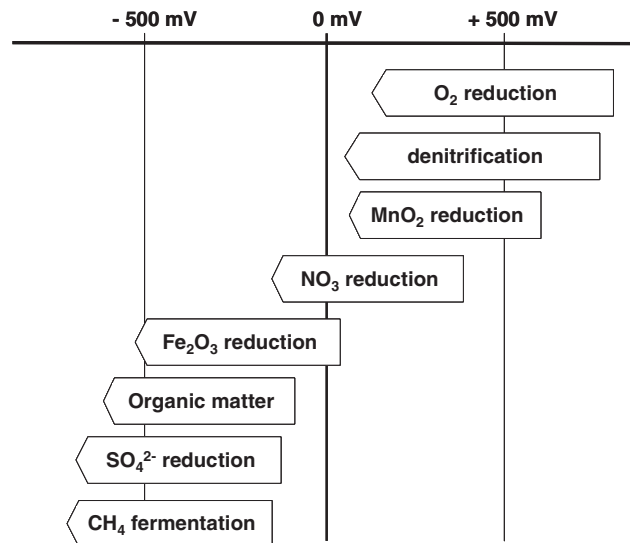 - 500 mV 0 mV + 500 mV
O₂ reduction
denitrification
MnO₂ reduction
NO₃ reduction
Fe₂O₃ reduction
Organic matter
SO₄²⁻ reduction
CH₄ fermentation